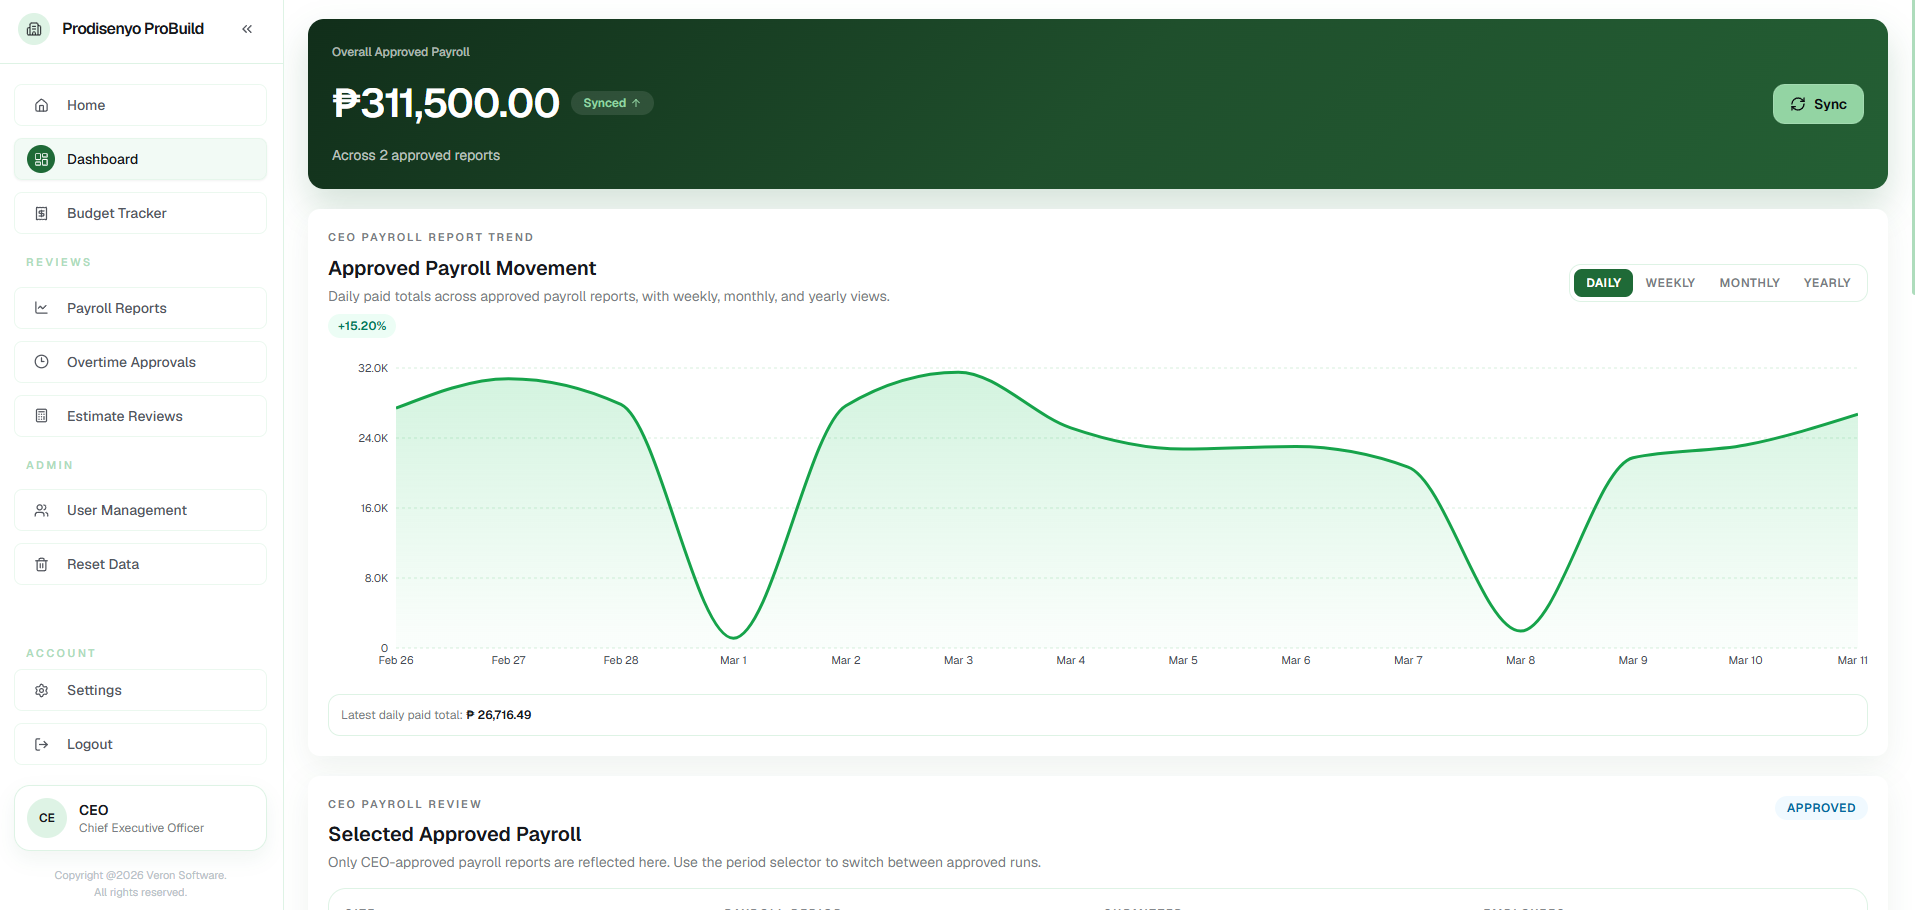 Prodisenyo ProBuild
Home
Dashboard
Budget Tracker
REVIEWS
Payroll Reports
Overtime Approvals
Estimate Reviews
ADMIN
User Management
Reset Data
ACCOUNT
Settings
Logout
CE
CEO
Chief Executive Officer
Copyright @2026 Veron Software.
All rights reserved.
Overall Approved Payroll
₱311,500.00
Synced ↑
Across 2 approved reports
Sync
CEO PAYROLL REPORT TREND
Approved Payroll Movement
Daily paid totals across approved payroll reports, with weekly, monthly, and yearly views.
+15.20%
DAILY WEEKLY MONTHLY YEARLY
32.0K
24.0K
16.0K
8.0K
0
Feb 26 Feb 27 Feb 28 Mar 1 Mar 2 Mar 3 Mar 4 Mar 5 Mar 6 Mar 7 Mar 8 Mar 9 Mar 10 Mar 11
Latest daily paid total: ₱ 26,716.49
CEO PAYROLL REVIEW
Selected Approved Payroll
Only CEO-approved payroll reports are reflected here. Use the period selector to switch between approved runs.
APPROVED